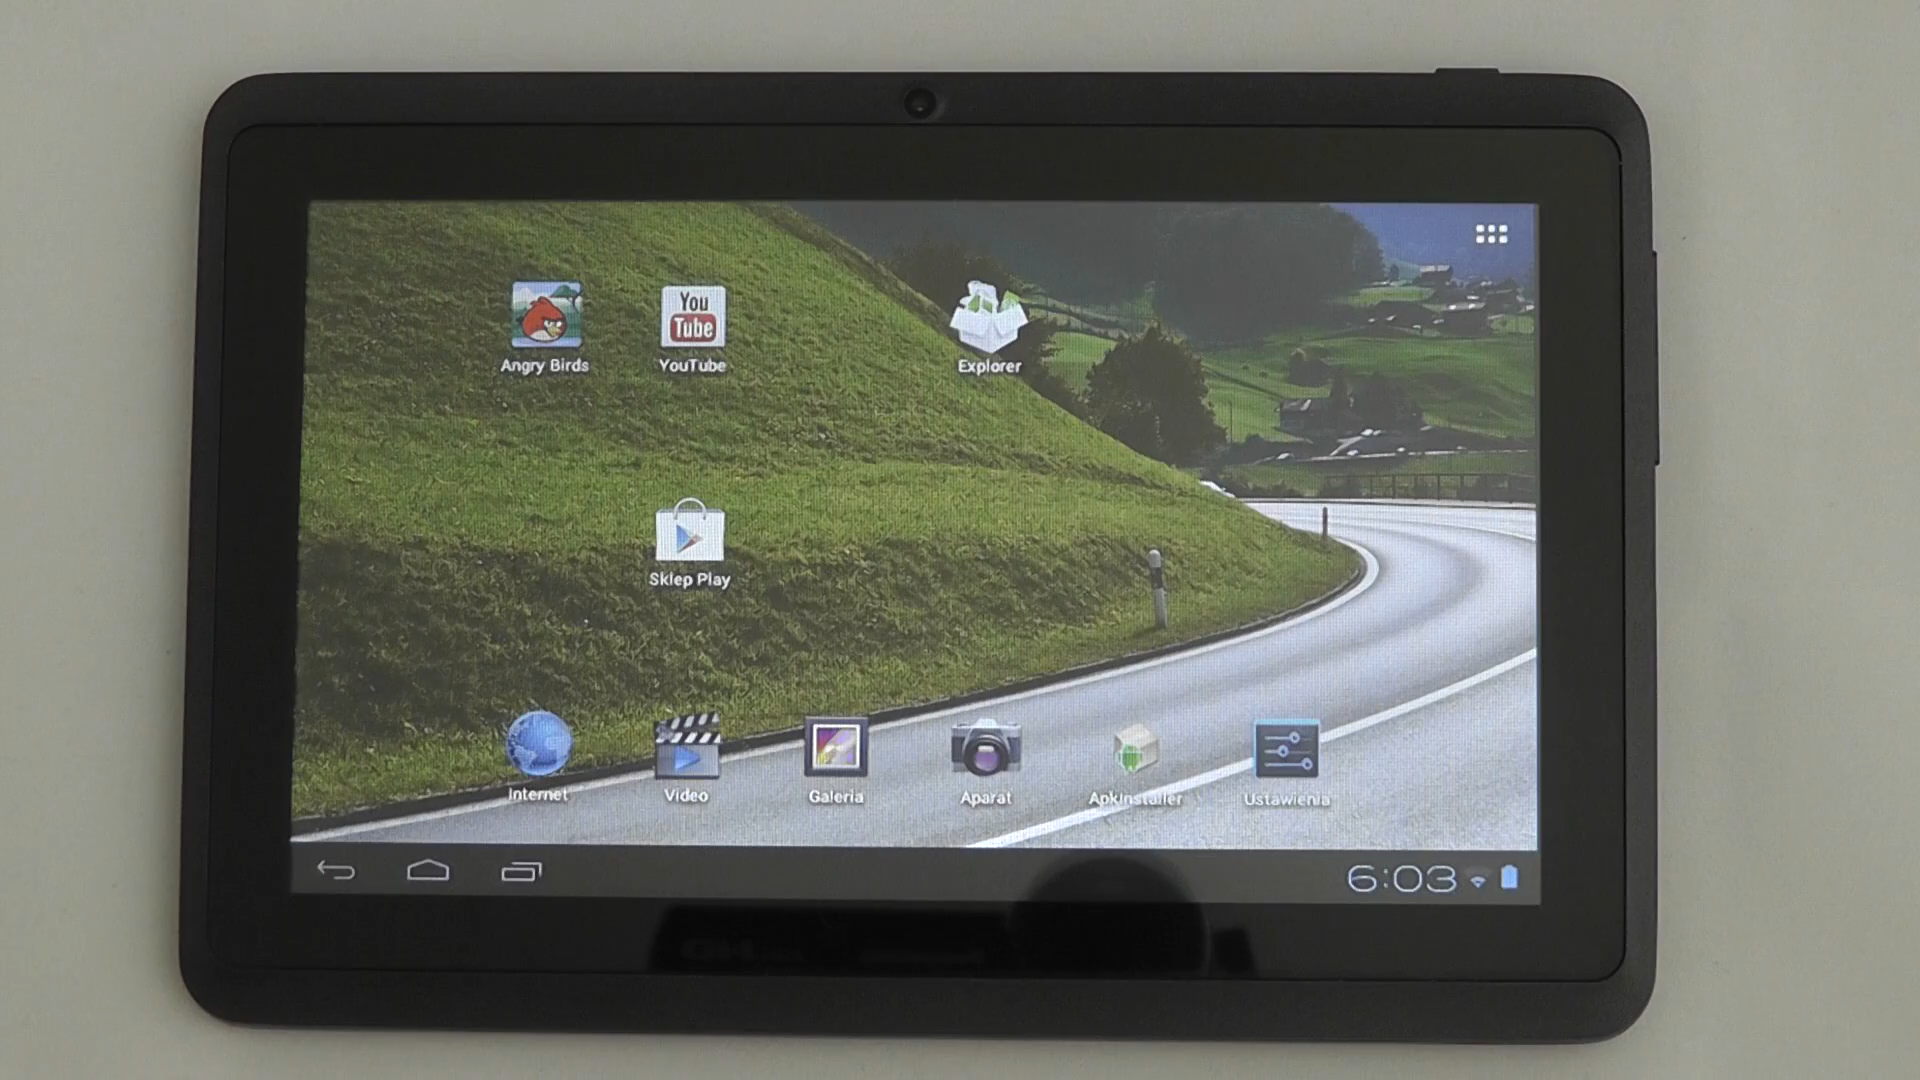 You
Tube
Angry Birds
YouTube
Explorer
Sklep Play
Internet
Video
Galeria
Aparat
ApkInstaller
Ustawienia
6:03